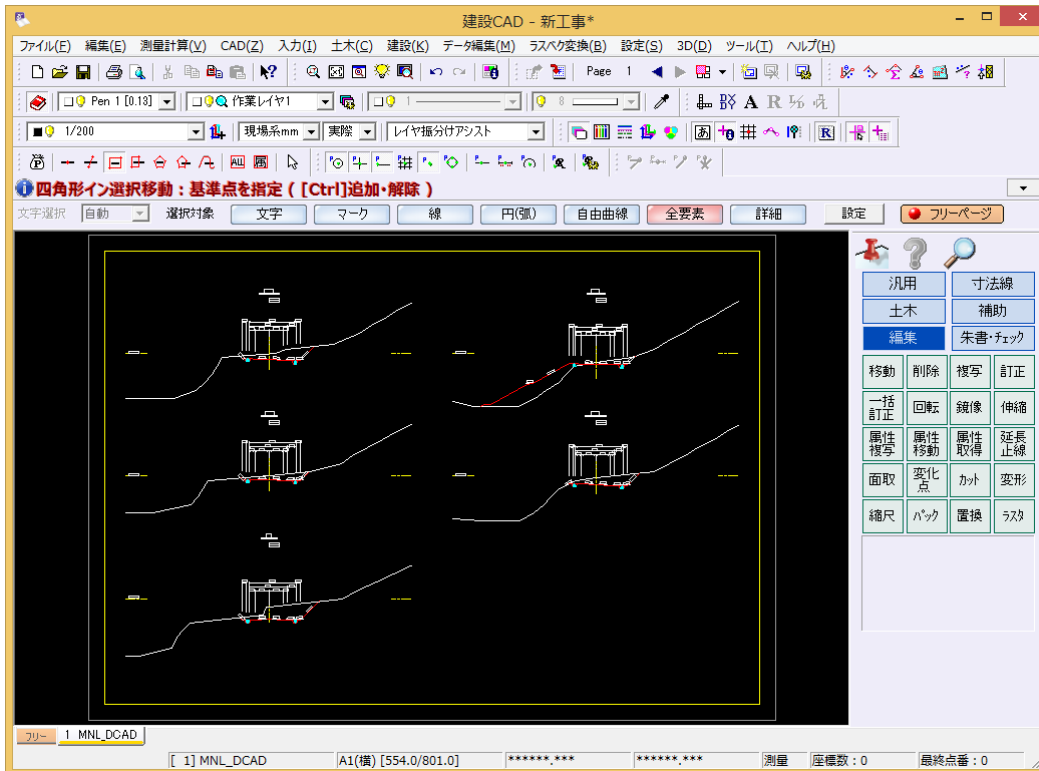 建設CAD - 新工事*
ファイル(F) 編集(E) 測量計算(V) CAD(Z) 入力(I) 土木(C) 建設(K) データ編集(M) ラスベク変換(B) 設定(S) 3D(D) ツール(T) ヘルプ(H)
Page 1
Pen 1 [0.13] 作業レイヤ1 1 8
1/200 現場系mm 実際 レイヤ振分けアシスト
四角形イン選択移動：基準点を指定 ( [Ctrl]追加・解除 )
文字選択 自動 選択対象 文字 マーク 線 円(弧) 自由曲線 全要素 詳細 設定 フリーページ
汎用 寸法線
土木 補助
編集 朱書・チェック
移動 削除 複写 訂正
一括訂正 回転 鏡像 伸縮
属性複写 属性移動 属性取得 延長止線
面取 変化点 カット 変形
縮尺 パック 置換 ラスタ
フリー 1 MNL_DCAD
[ 1] MNL_DCAD A1(横) [554.0/801.0] ******.*** ******.*** 測量 座標数：0 最終点番：0